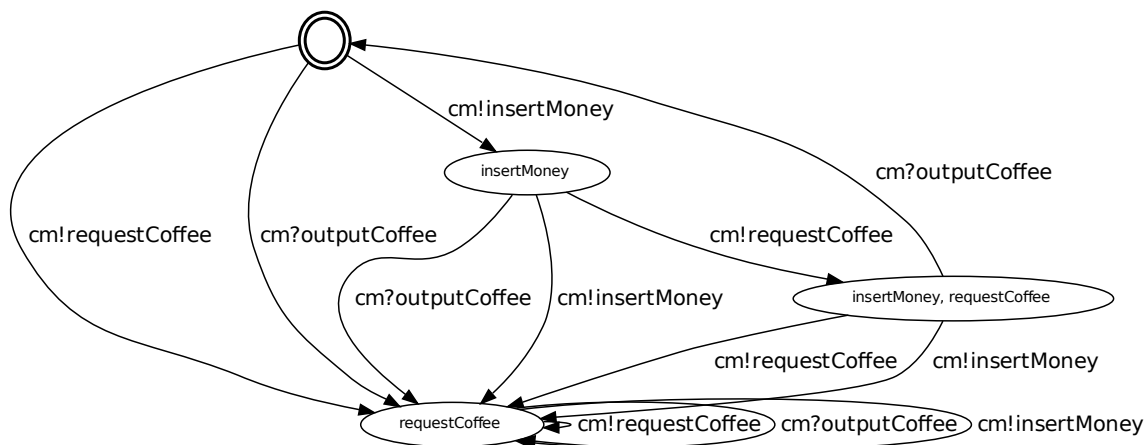 cm!insertMoney
insertMoney
cm?outputCoffee
cm!requestCoffee
cm?outputCoffee
cm!requestCoffee
cm?outputCoffee
cm!insertMoney
insertMoney, requestCoffee
cm!requestCoffee
cm!insertMoney
requestCoffee
cm!requestCoffee
cm?outputCoffee
cm!insertMoney